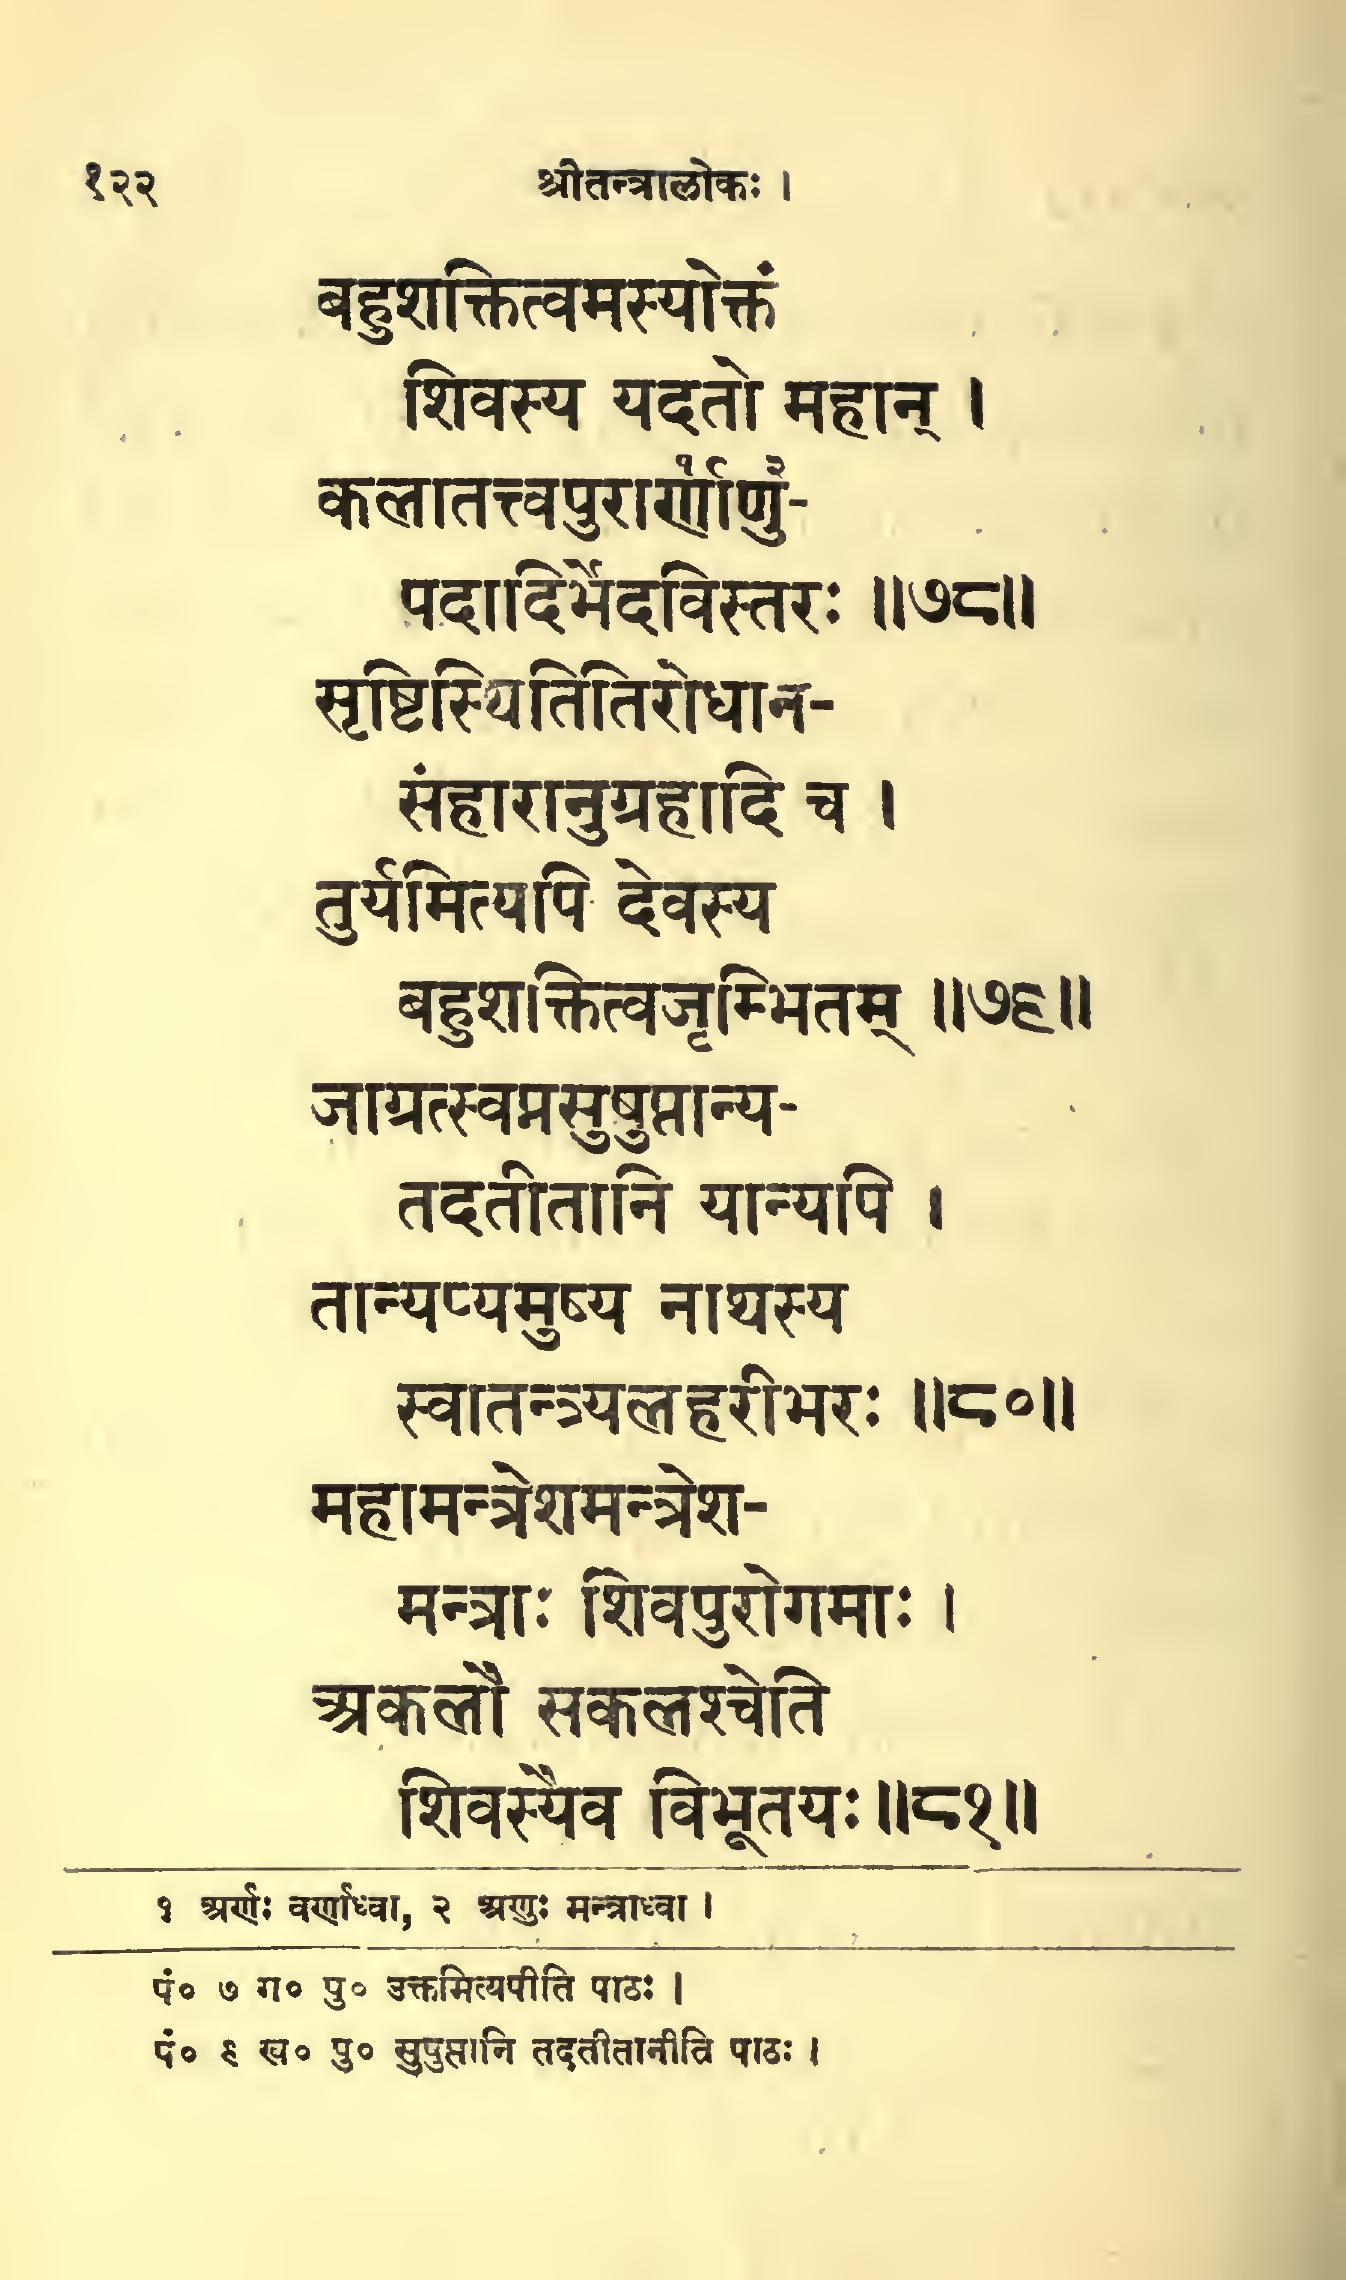 १२२ श्रीतन्त्रालोकः ।
बहुशक्तित्वमस्योक्तं
शिवस्य यदतो महान् ।
कलातत्त्वपुरार्णा१णु२-
पदादिर्भेदविस्तरः ॥७८॥
सृष्टिस्थितितिरोधान-
संहारानुग्रहादि च ।
तुर्यमित्यपि देवस्य
बहुशक्तित्वजृम्भितम् ॥७९॥
जाग्रत्स्वप्नसुषुप्तान्य-
तदतीतानि यान्यपि ।
तान्यप्यमुष्य नाथस्य
स्वातन्त्र्यलहरीभरः ॥८०॥
महामन्त्रेशमन्त्रेश-
मन्त्राः शिवपुरोगमाः ।
अकलौ सकलश्चेति
शिवस्यैव विभूतयः॥८१॥
१ अर्णः वर्णाध्वा, २ अणुः मन्त्राध्वा ।
पं० ७ ग० पु० उक्तमित्यपीति पाठः ।
पं० ९ ख० पु० सुषुप्तानि तदतीतानीति पाठः ।